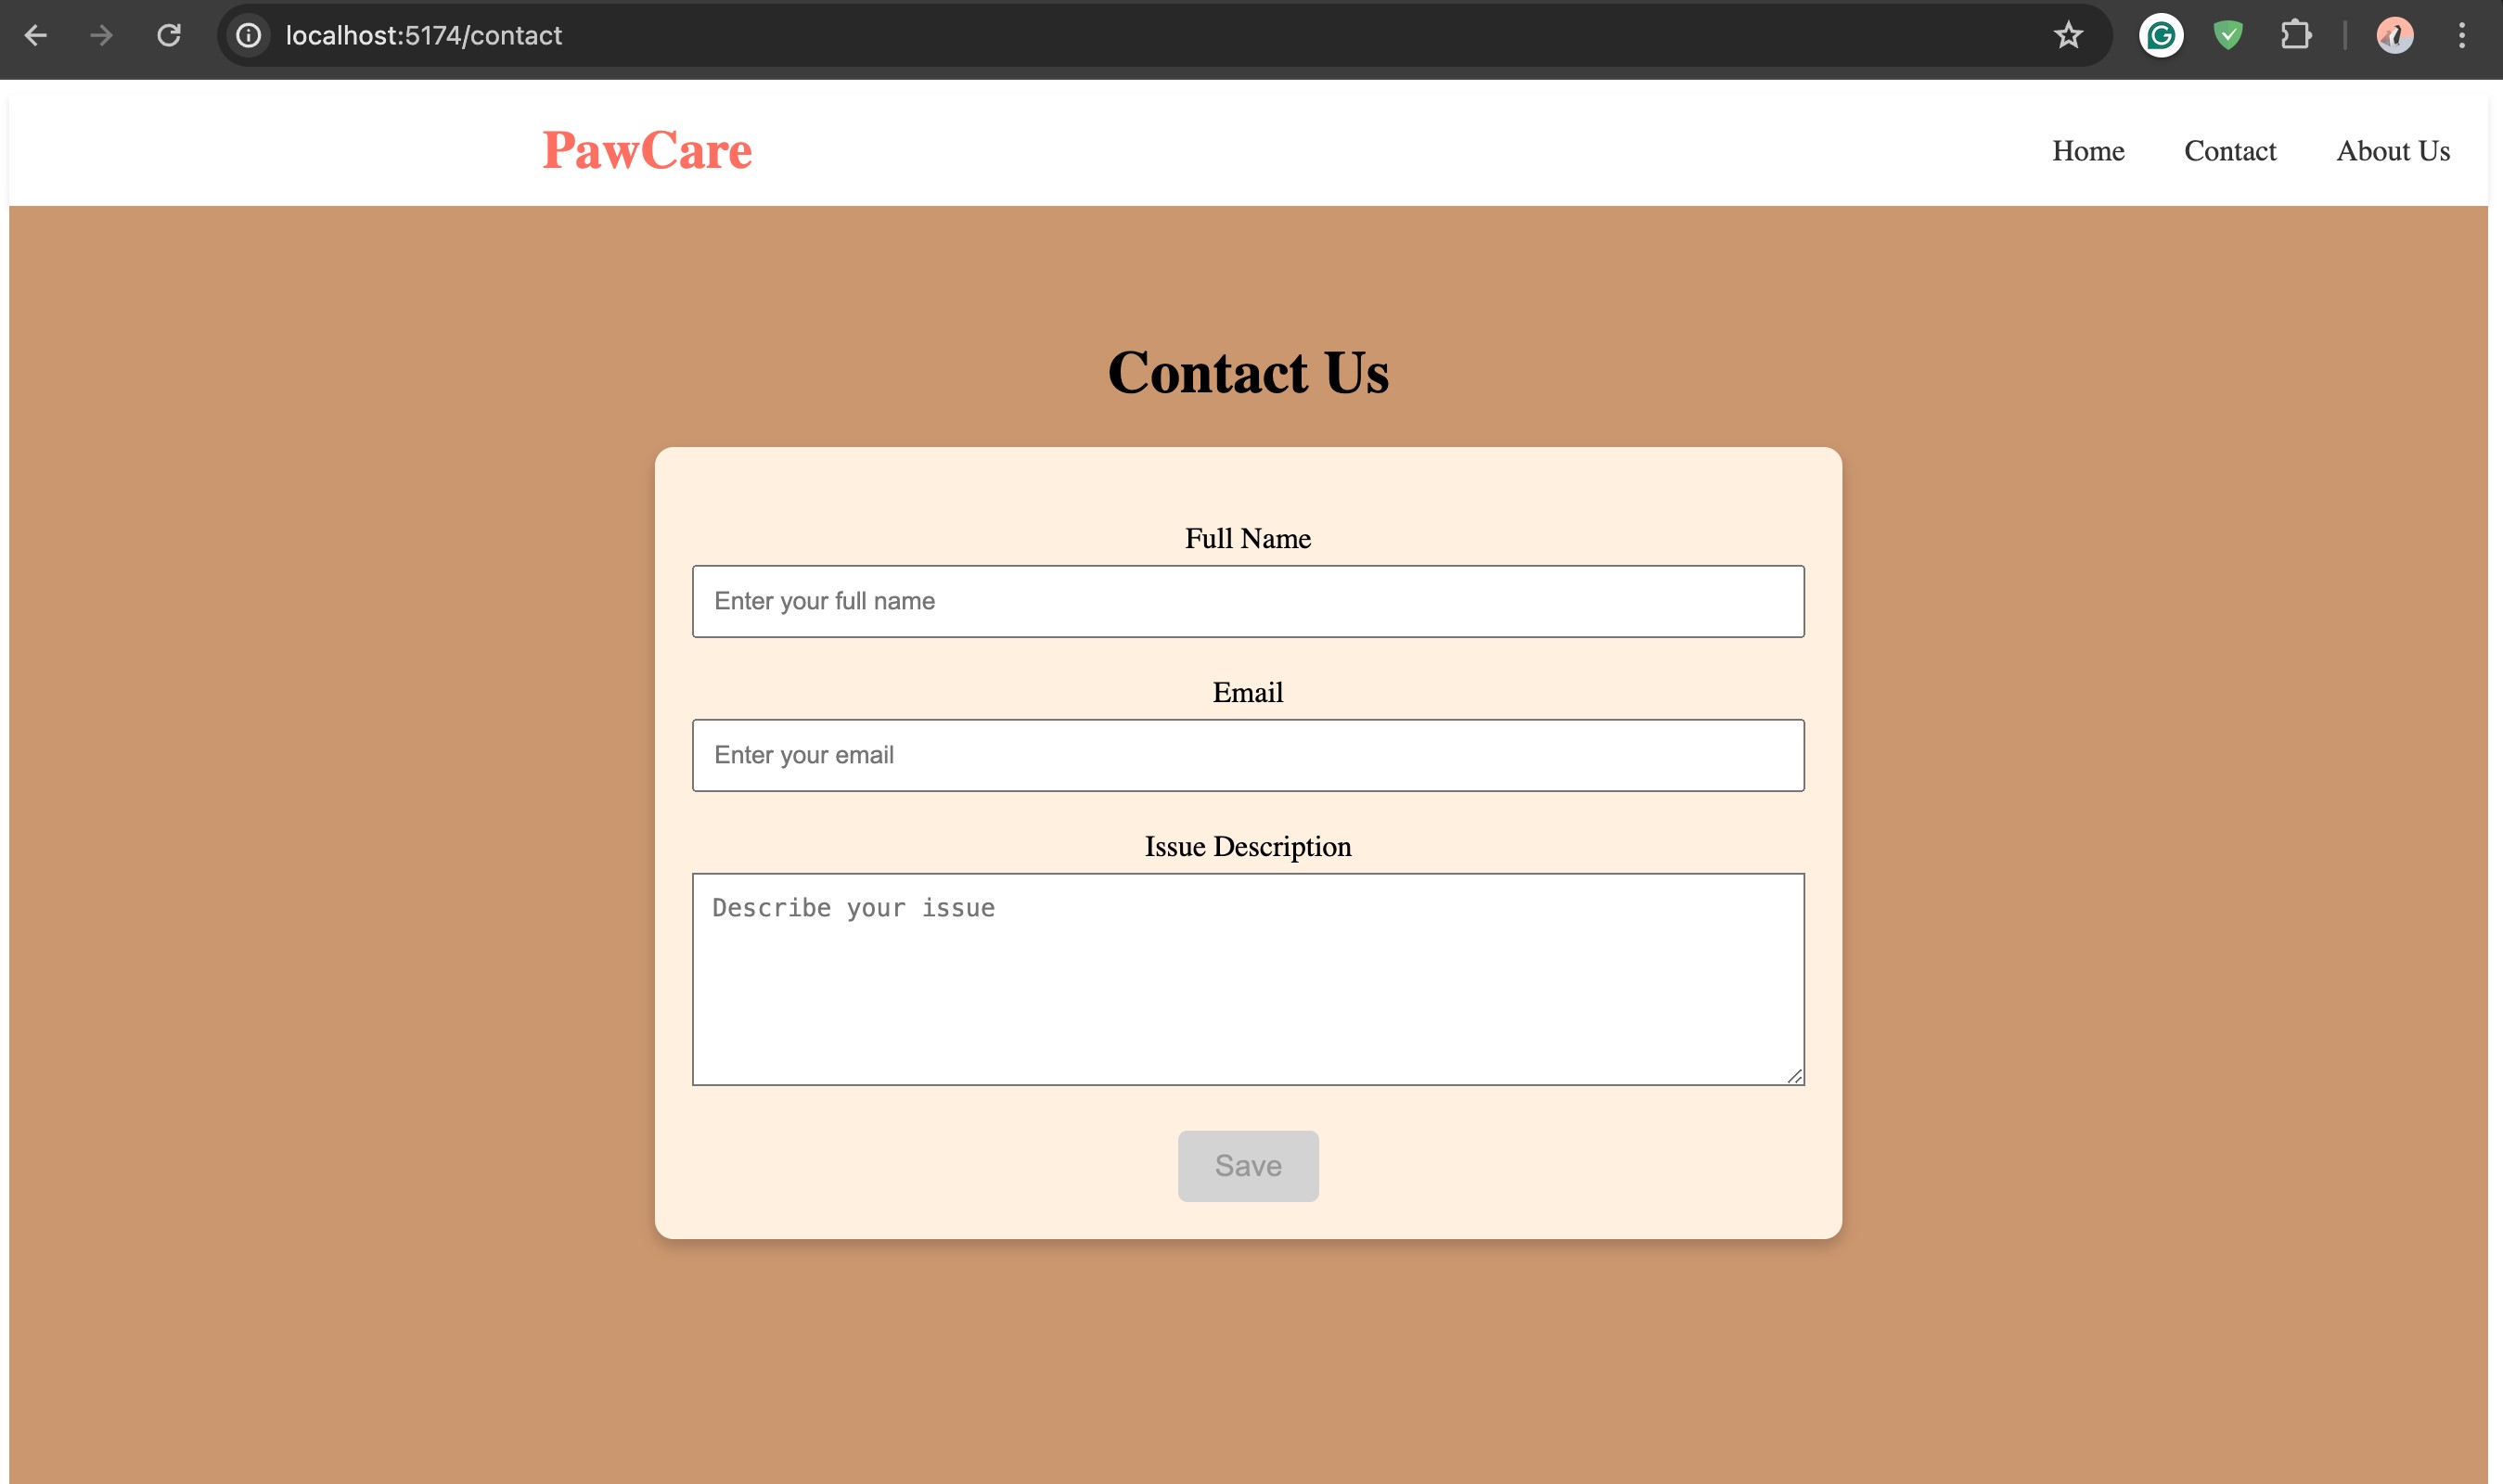 localhost:5174/contact
PawCare
Home Contact About Us
Contact Us
Full Name
Enter your full name
Email
Enter your email
Issue Description
Describe your issue
Save